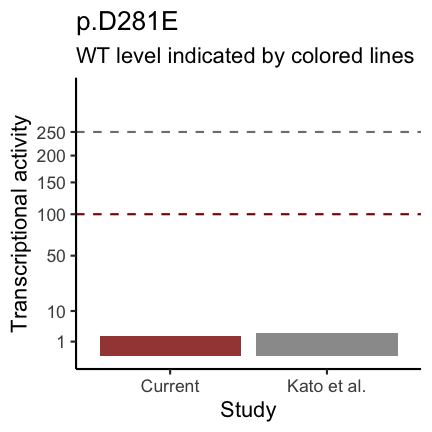 p.D281E
WT level indicated by colored lines
Transcriptional activity
250
200
150
100
50
10
1
Current
Kato et al.
Study